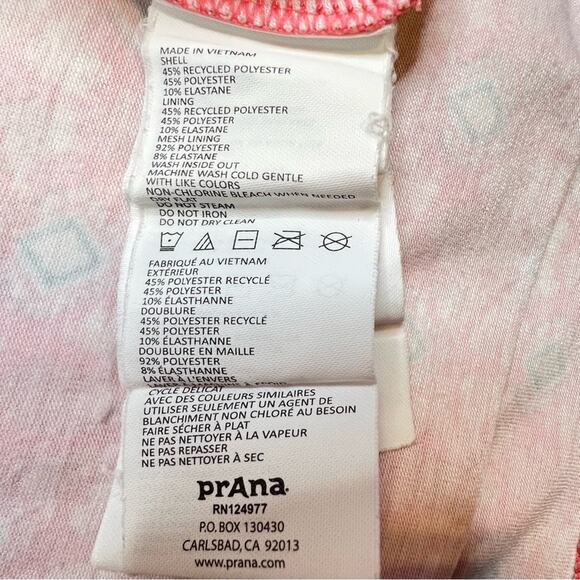 MADE IN VIETNAM
SHELL
45% RECYCLED POLYESTER
45% POLYESTER
10% ELASTANE
LINING
45% RECYCLED POLYESTER
45% POLYESTER
10% ELASTANE
MESH LINING
92% POLYESTER
8% ELASTANE
WASH INSIDE OUT
MACHINE WASH COLD GENTLE
WITH LIKE COLORS
NON-CHLORINE BLEACH WHEN NEEDED
DRY FLAT
DO NOT STEAM
DO NOT IRON
DO NOT DRY CLEAN
FABRIQUÉ AU VIETNAM
EXTÉRIEUR
45% POLYESTER RECYCLÉ
45% POLYESTER
10% ÉLASTHANNE
DOUBLURE
45% POLYESTER RECYCLÉ
45% POLYESTER
10% ÉLASTHANNE
DOUBLURE EN MAILLE
92% POLYESTER
8% ÉLASTHANNE
LAVER À L'ENVERS
LAVER À LA MAIN À FROID
CYCLE DÉLICAT
AVEC DES COULEURS SIMILAIRES
UTILISER SEULEMENT UN AGENT DE
BLANCHIMENT NON CHLORÉ AU BESOIN
FAIRE SÉCHER À PLAT
NE PAS NETTOYER À LA VAPEUR
NE PAS REPASSER
NE PAS NETTOYER À SEC
prAna
RN124977
P.O. BOX 130430
CARLSBAD, CA 92013
www.prana.com